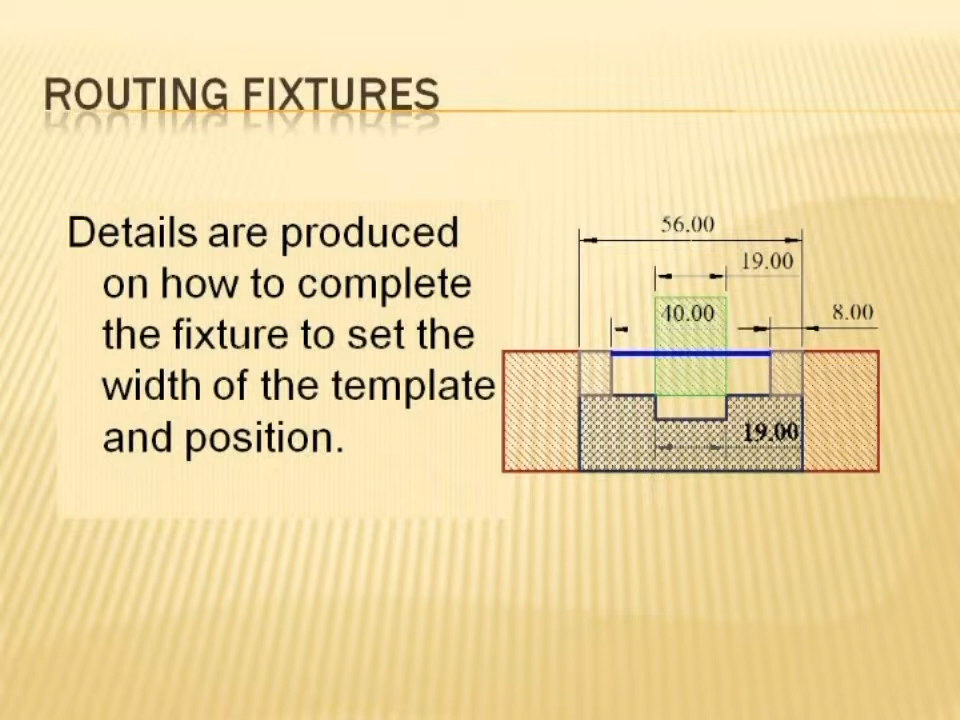 ROUTING FIXTURES
Details are produced
on how to complete
the fixture to set the
width of the template
and position.
56.00
19.00
40.00
8.00
19.00